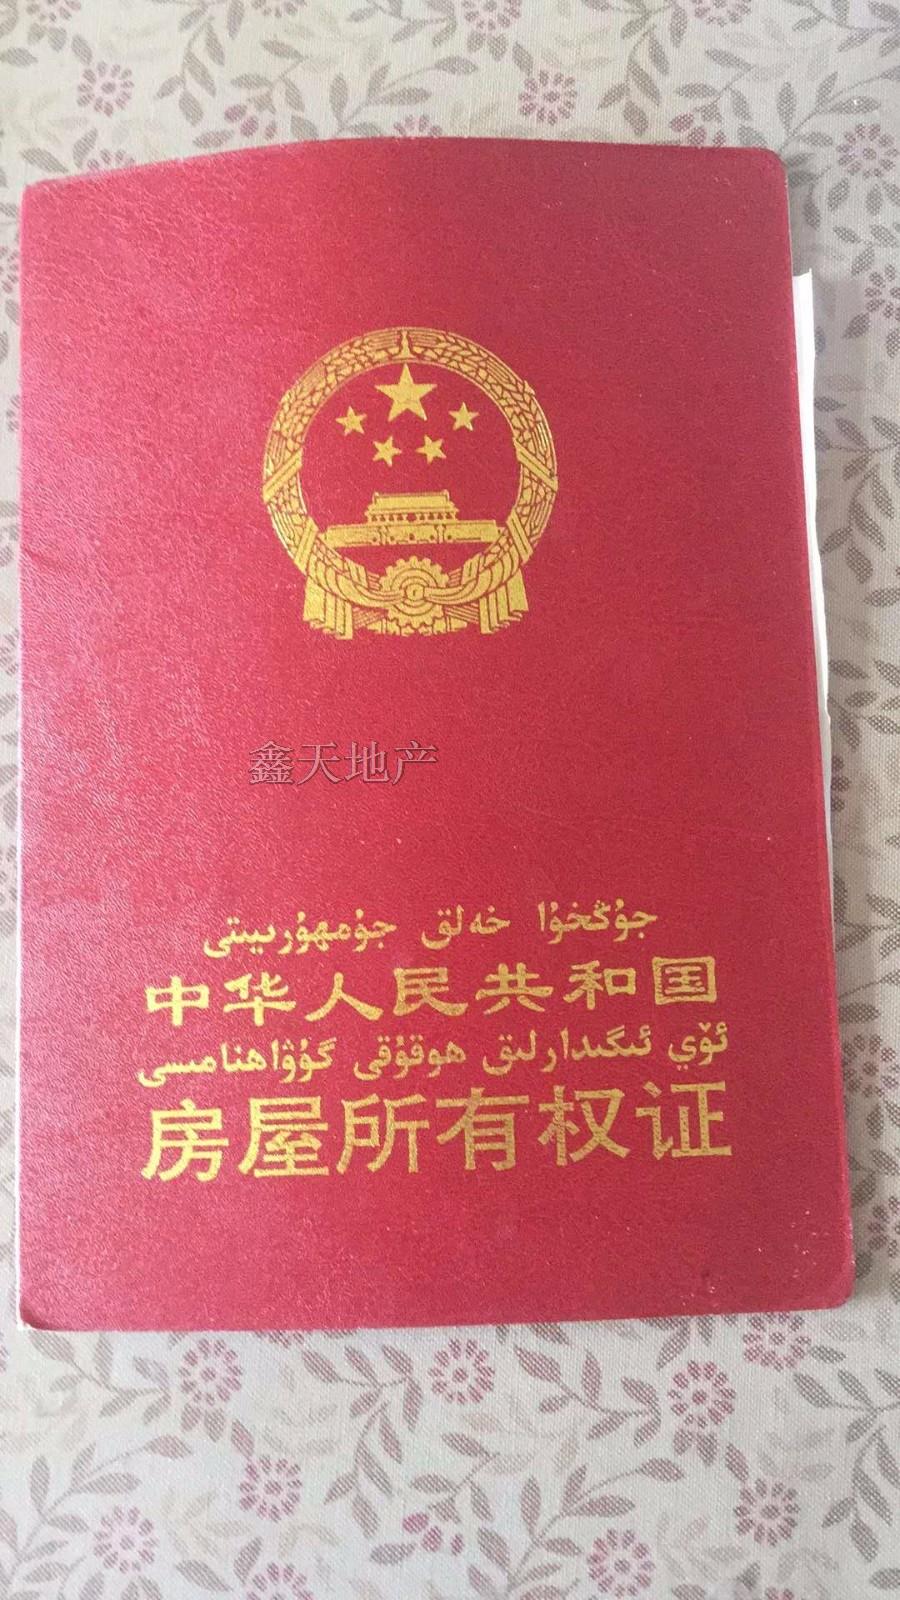 鑫天地产
جۇڭخۇا خەلق جۇمھۇرىيىتى
中华人民共和国
ئۆي ئىگىدارلىق ھوقۇقى گۇۋاھنامىسى
房屋所有权证